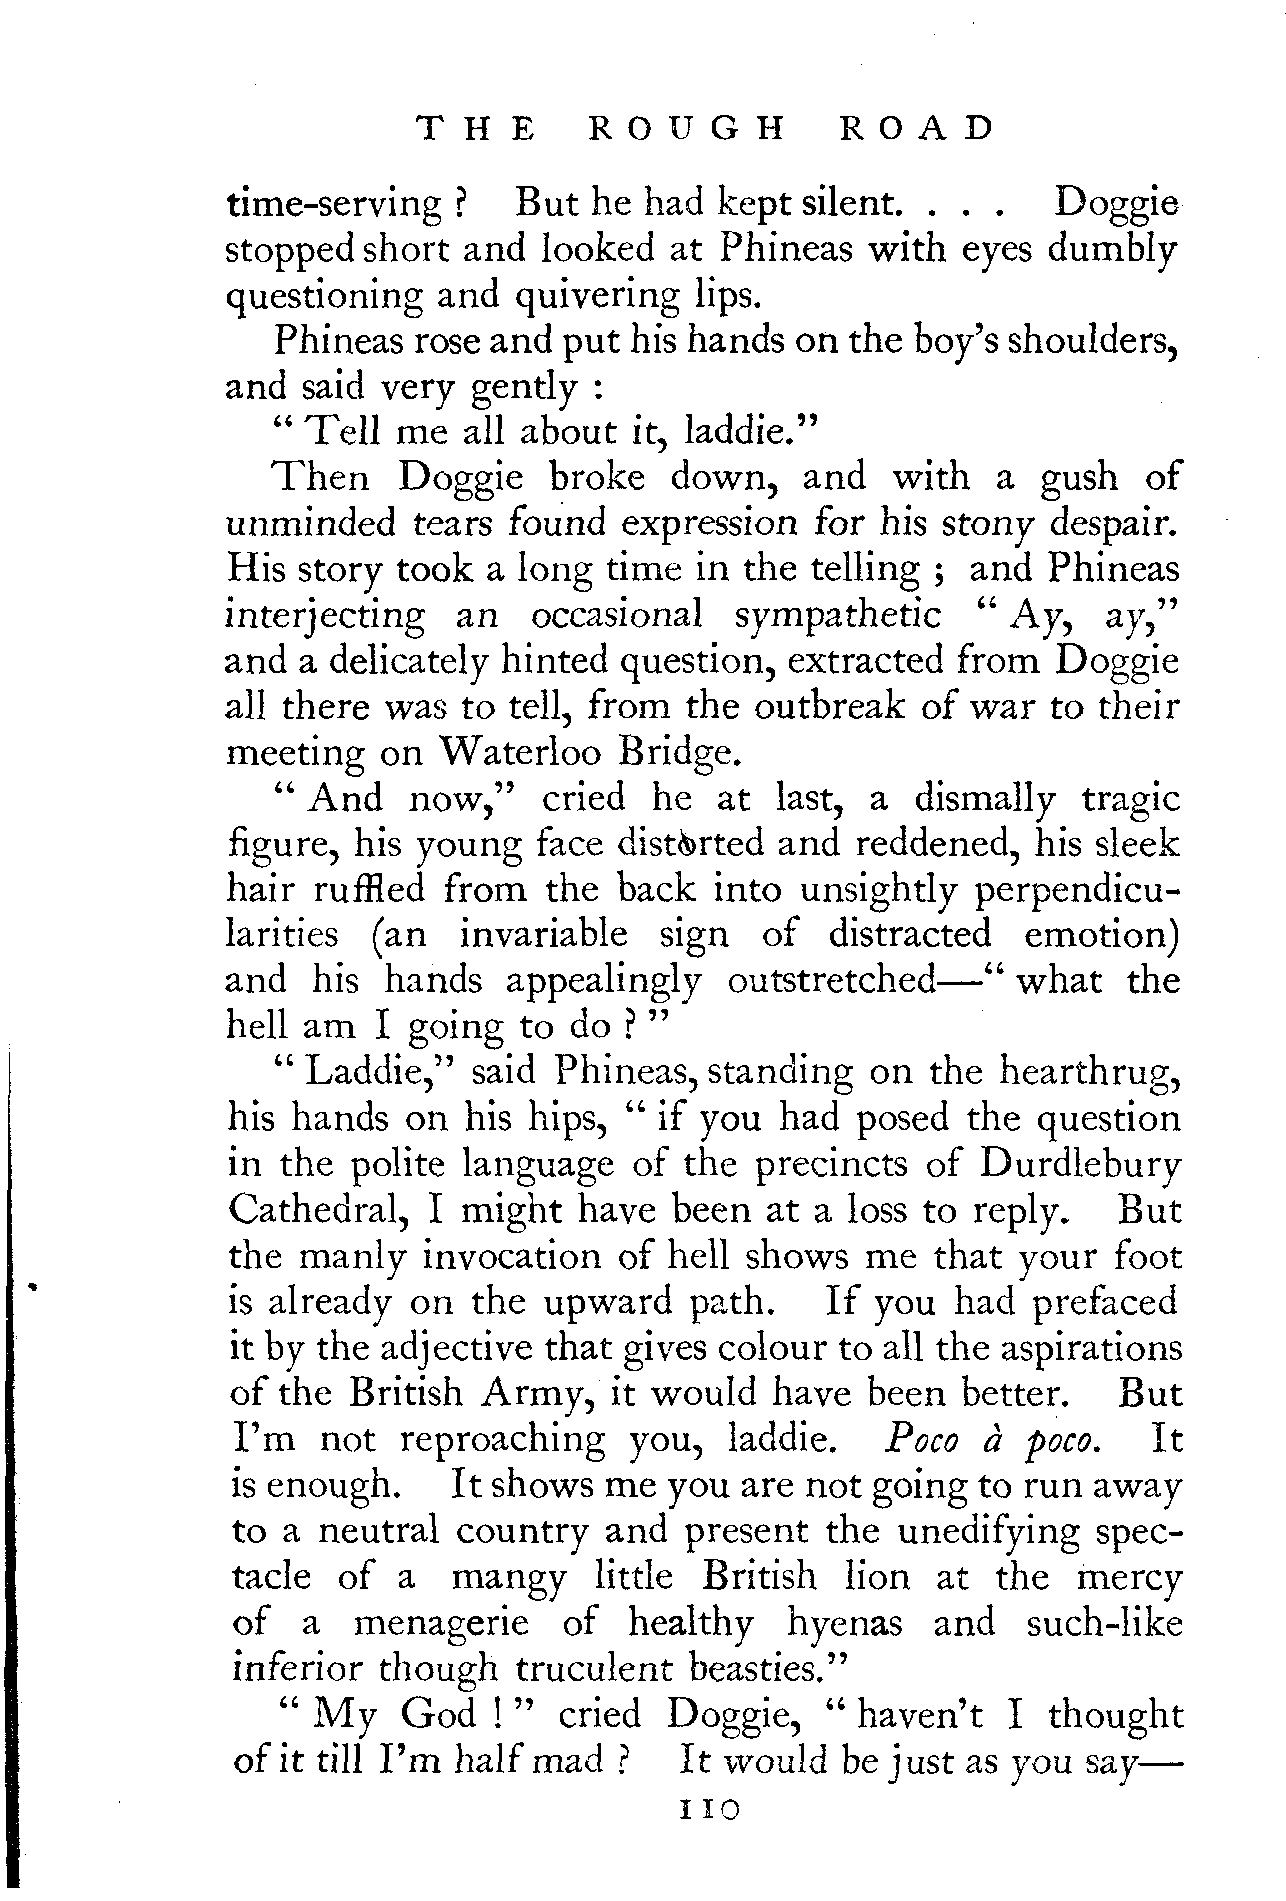 THE ROUGH ROAD
time-serving ? But he had kept silent. . . . Doggie
stopped short and looked at Phineas with eyes dumbly
questioning and quivering lips.
Phineas rose and put his hands on the boy's shoulders,
and said very gently :
" Tell me all about it, laddie."
Then Doggie broke down, and with a gush of
unminded tears found expression for his stony despair.
His story took a long time in the telling ; and Phineas
interjecting an occasional sympathetic " Ay, ay,"
and a delicately hinted question, extracted from Doggie
all there was to tell, from the outbreak of war to their
meeting on Waterloo Bridge.
" And now," cried he at last, a dismally tragic
figure, his young face distorted and reddened, his sleek
hair ruffled from the back into unsightly perpendicu-
larities (an invariable sign of distracted emotion)
and his hands appealingly outstretched—" what the
hell am I going to do ? "
" Laddie," said Phineas, standing on the hearthrug,
his hands on his hips, " if you had posed the question
in the polite language of the precincts of Durdlebury
Cathedral, I might have been at a loss to reply. But
the manly invocation of hell shows me that your foot
is already on the upward path. If you had prefaced
it by the adjective that gives colour to all the aspirations
of the British Army, it would have been better. But
I'm not reproaching you, laddie. Poco à poco. It
is enough. It shows me you are not going to run away
to a neutral country and present the unedifying spec-
tacle of a mangy little British lion at the mercy
of a menagerie of healthy hyenas and such-like
inferior though truculent beasties."
" My God ! " cried Doggie, " haven't I thought
of it till I'm half mad ? It would be just as you say—
110